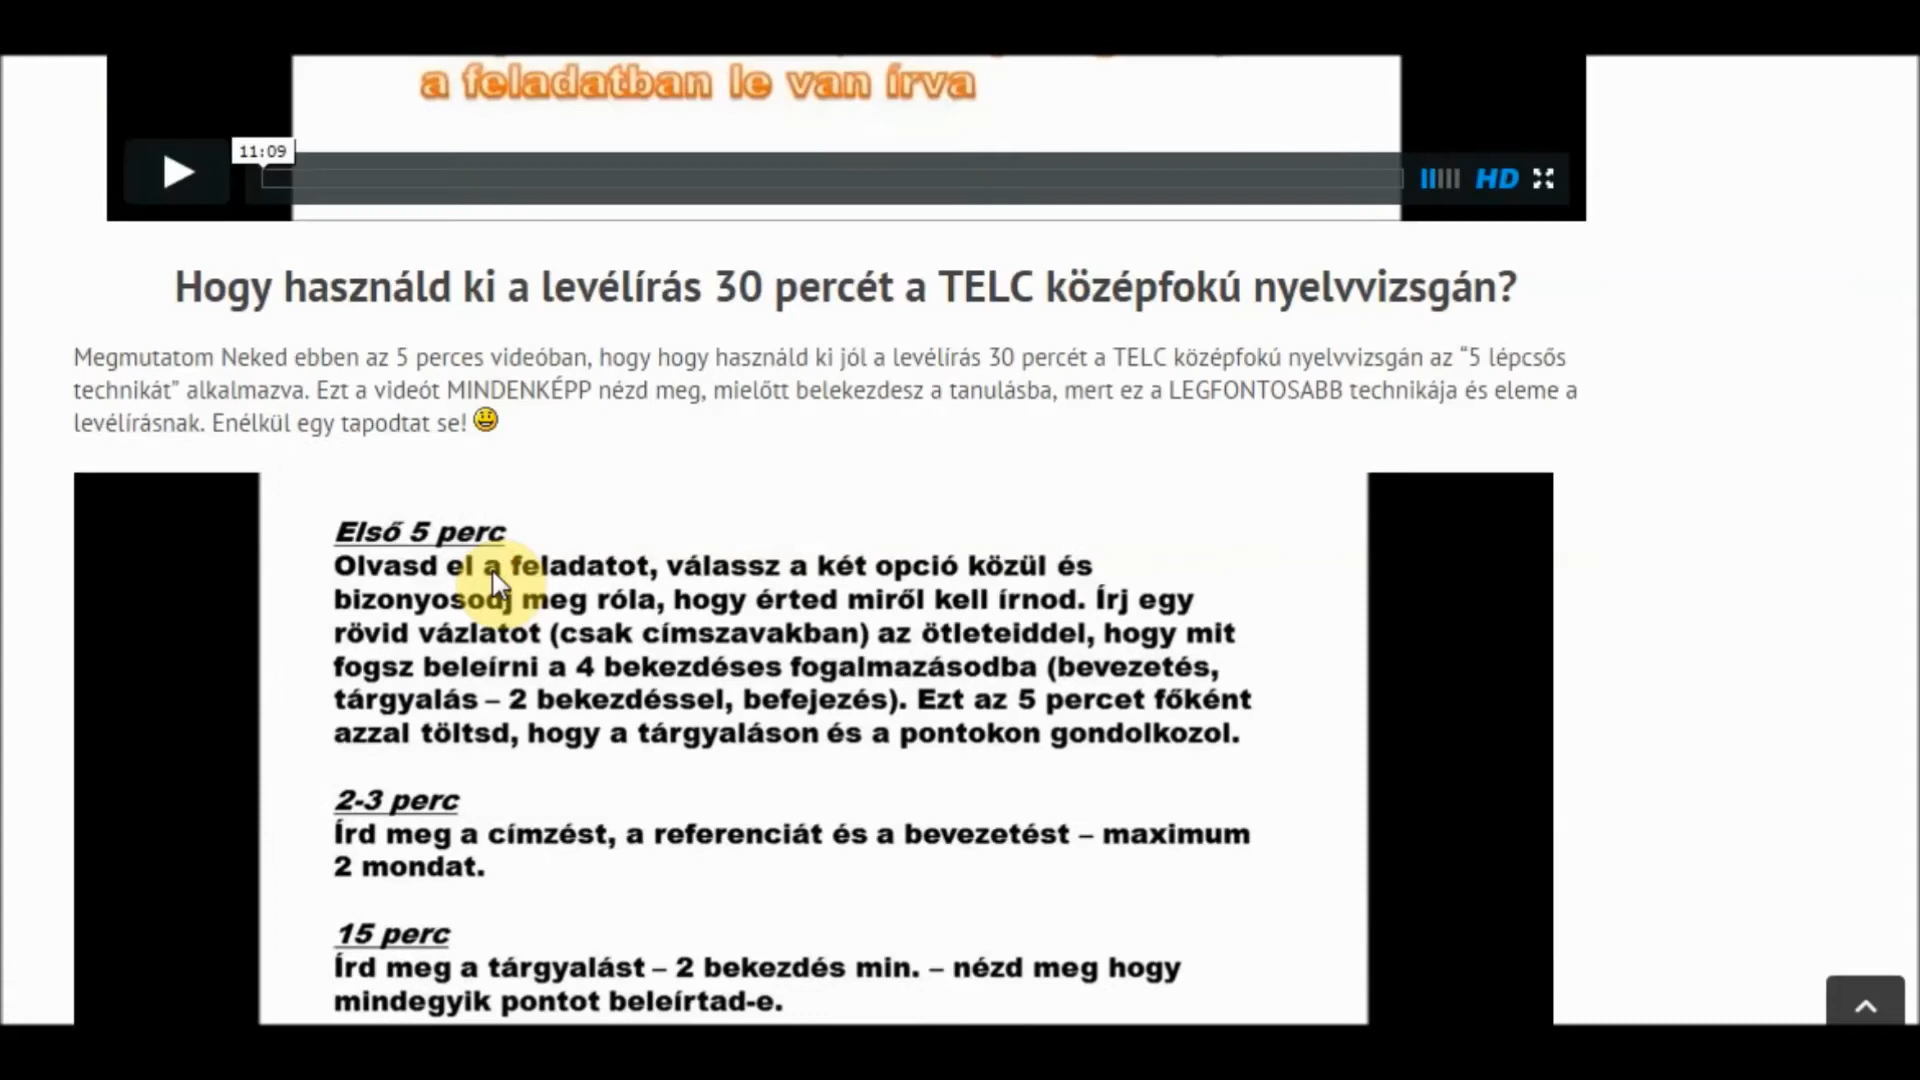 a feladatban le van írva
11:09
HD
Hogy használd ki a levélírás 30 percét a TELC középfokú nyelvvizsgán?
Megmutatom Neked ebben az 5 perces videóban, hogy hogy használd ki jól a levélírás 30 percét a TELC középfokú nyelvvizsgán az “5 lépcsős
technikát” alkalmazva. Ezt a videót MINDENKÉPP nézd meg, mielőtt belekezdesz a tanulásba, mert ez a LEGFONTOSABB technikája és eleme a
levélírásnak. Enélkül egy tapodtat se!
Első 5 perc
Olvasd el a feladatot, válassz a két opció közül és
bizonyosodj meg róla, hogy érted miről kell írnod. Írj egy
rövid vázlatot (csak címszavakban) az ötleteiddel, hogy mit
fogsz beleírni a 4 bekezdéses fogalmazásodba (bevezetés,
tárgyalás – 2 bekezdéssel, befejezés). Ezt az 5 percet főként
azzal töltsd, hogy a tárgyaláson és a pontokon gondolkozol.
2-3 perc
Írd meg a címzést, a referenciát és a bevezetést – maximum
2 mondat.
15 perc
Írd meg a tárgyalást – 2 bekezdés min. – nézd meg hogy
mindegyik pontot beleírtad-e.